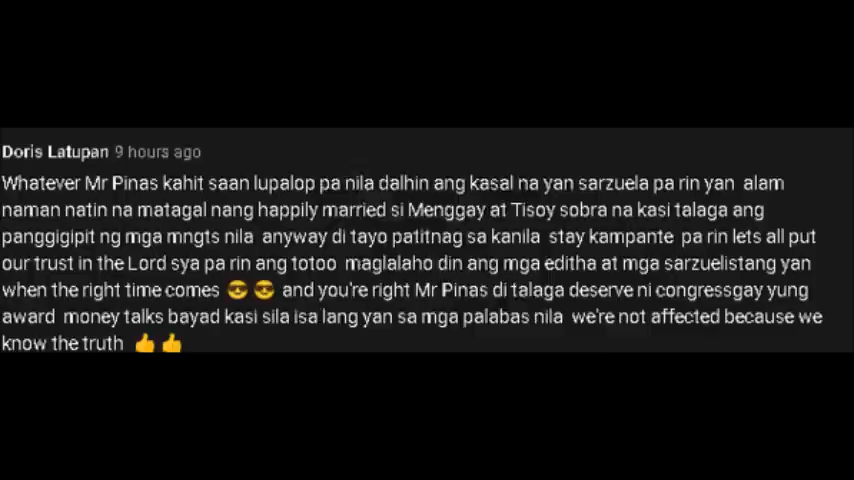 Doris Latupan 9 hours ago
Whatever Mr Pinas kahit saan lupalop pa nila dalhin ang kasal na yan sarzuela pa rin yan alam
naman natin na matagal nang happily married si Menggay at Tisoy sobra na kasi talaga ang
panggigipit ng mga mngts nila anyway di tayo patitnag sa kanila stay kampante pa rin lets all put
our trust in the Lord sya pa rin ang totoo maglalaho din ang mga editha at mga sarzuelistang yan
when the right time comes 😎 😎 and you're right Mr Pinas di talaga deserve ni congressgay yung
award money talks bayad kasi sila isa lang yan sa mga palabas nila we're not affected because we
know the truth 👍 👍